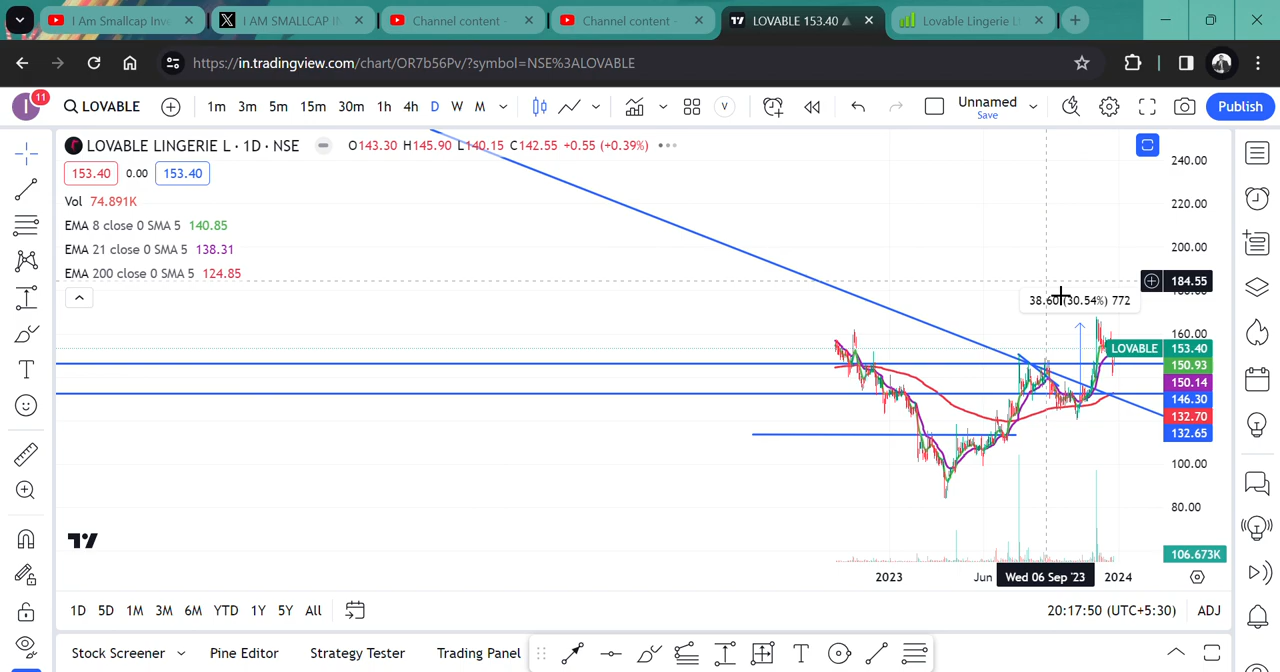 I Am Smallcap Inve
I AM SMALLCAP I
Channel content -
Channel content -
LOVABLE 153.40
Lovable Lingerie L
https://in.tradingview.com/chart/OR7b56Pv/?symbol=NSE%3ALOVABLE
I 11 LOVABLE 1m 3m 5m 15m 30m 1h 4h D W M V Unnamed Save Publish
LOVABLE LINGERIE L · 1D · NSE O143.30 H145.90 L140.15 C142.55 +0.55 (+0.39%)
153.40 0.00 153.40
Vol 74.891K
EMA 8 close 0 SMA 5 140.85
EMA 21 close 0 SMA 5 138.31
EMA 200 close 0 SMA 5 124.85
240.00
220.00
200.00
184.55
38.60 (30.54%) 772
160.00
LOVABLE 153.40
150.93
150.14
146.30
132.70
132.65
100.00
80.00
106.673K
2023 Jun Wed 06 Sep '23 2024
1D 5D 1M 3M 6M YTD 1Y 5Y All 20:17:50 (UTC+5:30) ADJ
Stock Screener Pine Editor Strategy Tester Trading Panel